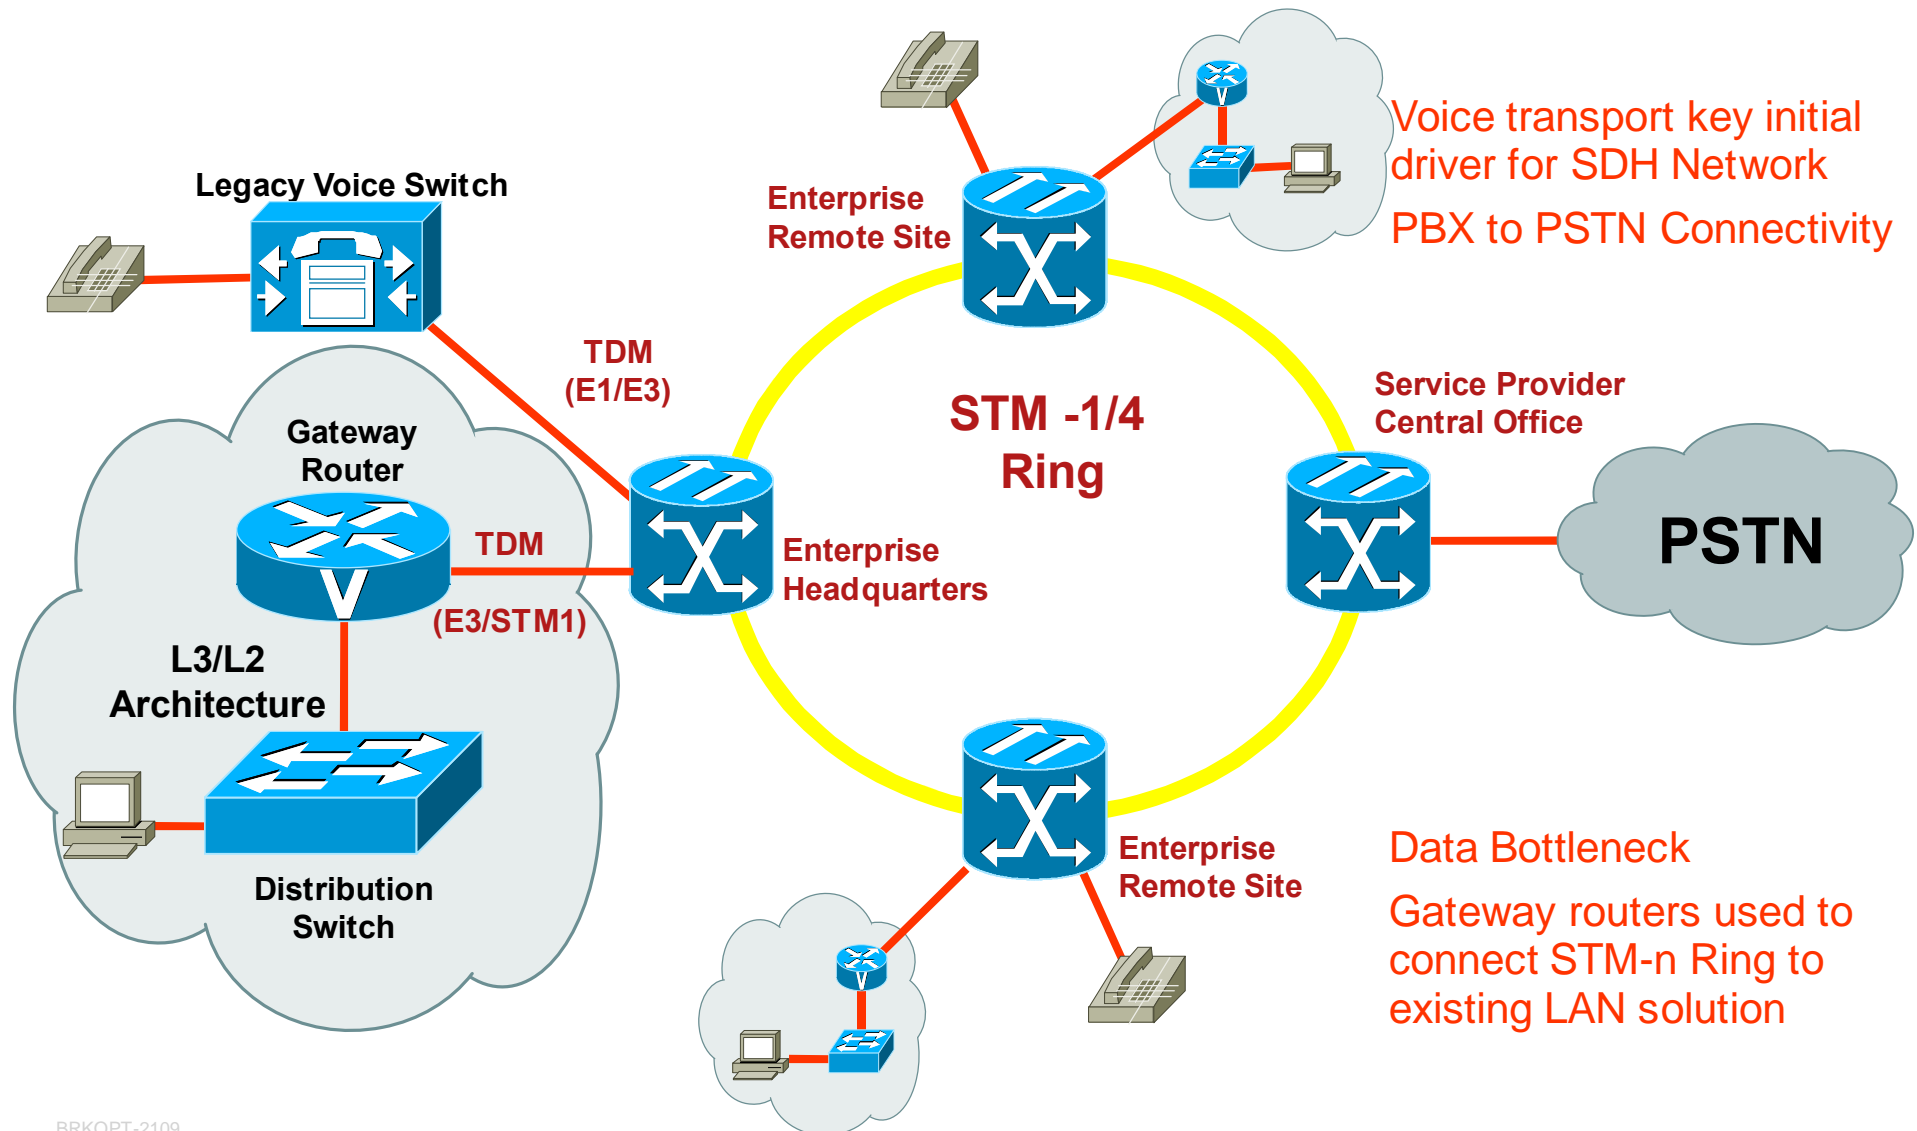 Voice transport key initial
driver for SDH Network
PBX to PSTN Connectivity
Legacy Voice Switch
Enterprise
Remote Site
TDM
(E1/E3)
STM -1/4
Ring
Service Provider
Central Office
Gateway
Router
V
TDM
(E3/STM1)
Enterprise
Headquarters
PSTN
L3/L2
Architecture
Distribution
Switch
Enterprise
Remote Site
V
V
Data Bottleneck
Gateway routers used to
connect STM-n Ring to
existing LAN solution
BRKOPT-2109